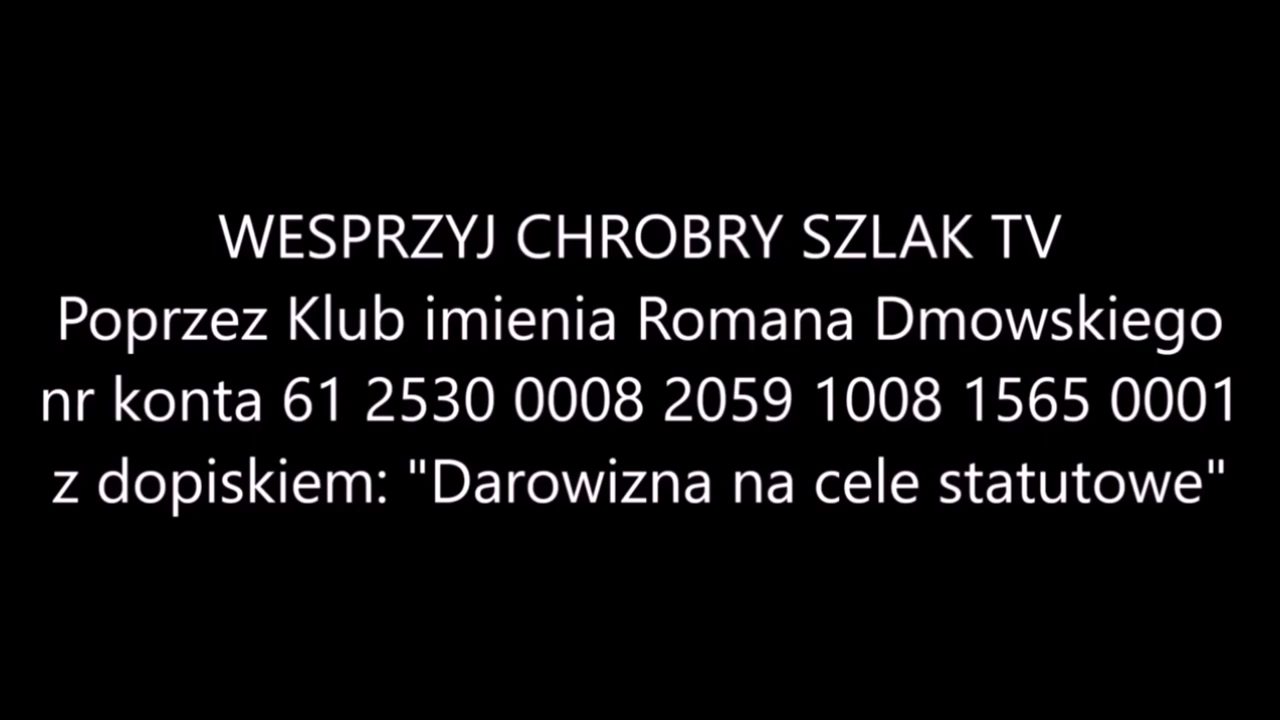 WESPRZYJ CHROBRY SZLAK TV
Poprzez Klub imienia Romana Dmowskiego
nr konta 61 2530 0008 2059 1008 1565 0001
z dopiskiem: "Darowizna na cele statutowe"